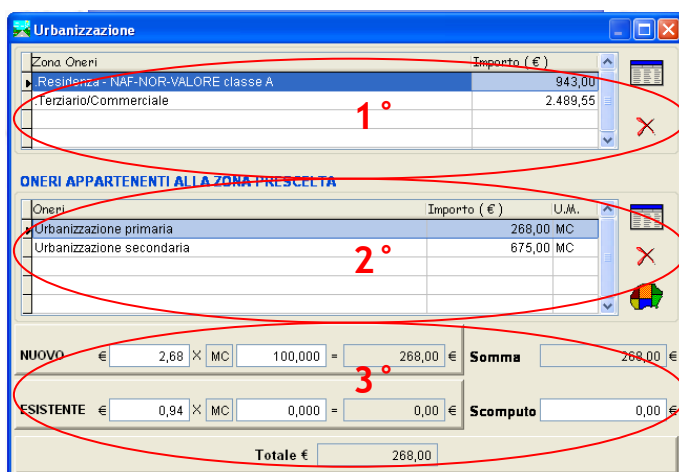 Urbanizzazione
Zona Oneri Importo (€)
.Residenza - NAF-NOR-VALORE classe A 943,00
.Terziario/Commerciale 2.489,55
1°
ONERI APPARTENENTI ALLA ZONA PRESCELTA
Oneri Importo (€) U.M.
Urbanizzazione primaria 268,00 MC
Urbanizzazione secondaria 675,00 MC
2°
NUOVO € 2,68 X MC 100,000 = 268,00 € Somma 268,00 €
3°
ESISTENTE € 0,94 X MC 0,000 = 0,00 € Scomputo 0,00 €
Totale € 268,00